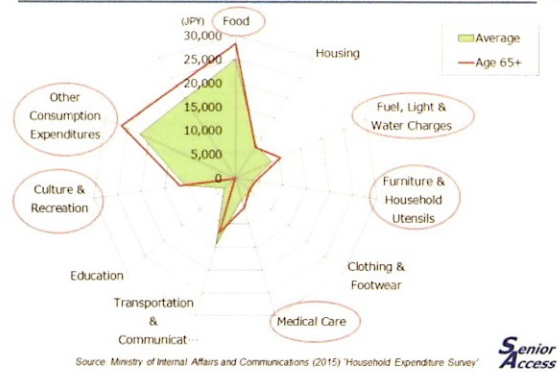 (JPY)
Food
30,000
25,000
20,000
15,000
10,000
5,000
0
Housing
Average
Age 65+
Fuel, Light &
Water Charges
Furniture &
Household
Utensils
Clothing &
Footwear
Medical Care
Transportation
&
Communicat…
Education
Culture &
Recreation
Other
Consumption
Expenditures
Source: Ministry of Internal Affairs and Communications (2015) "Household Expenditure Survey"
Senior
Access